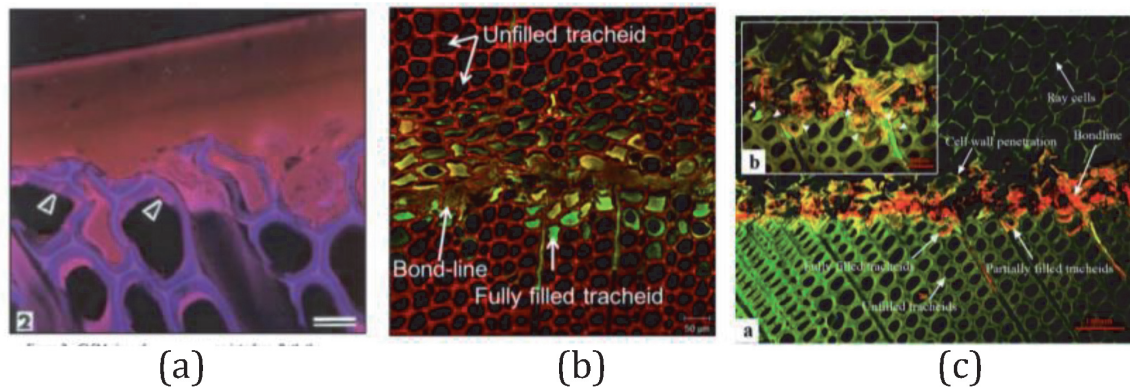 2
Unfilled tracheid
Bond-line
Fully filled tracheid
50 µm
b
Ray cells
Bondline
Cell-wall penetration
Fully filled tracheids
Partially filled tracheids
Unfilled tracheids
a
(a)
(b)
(c)